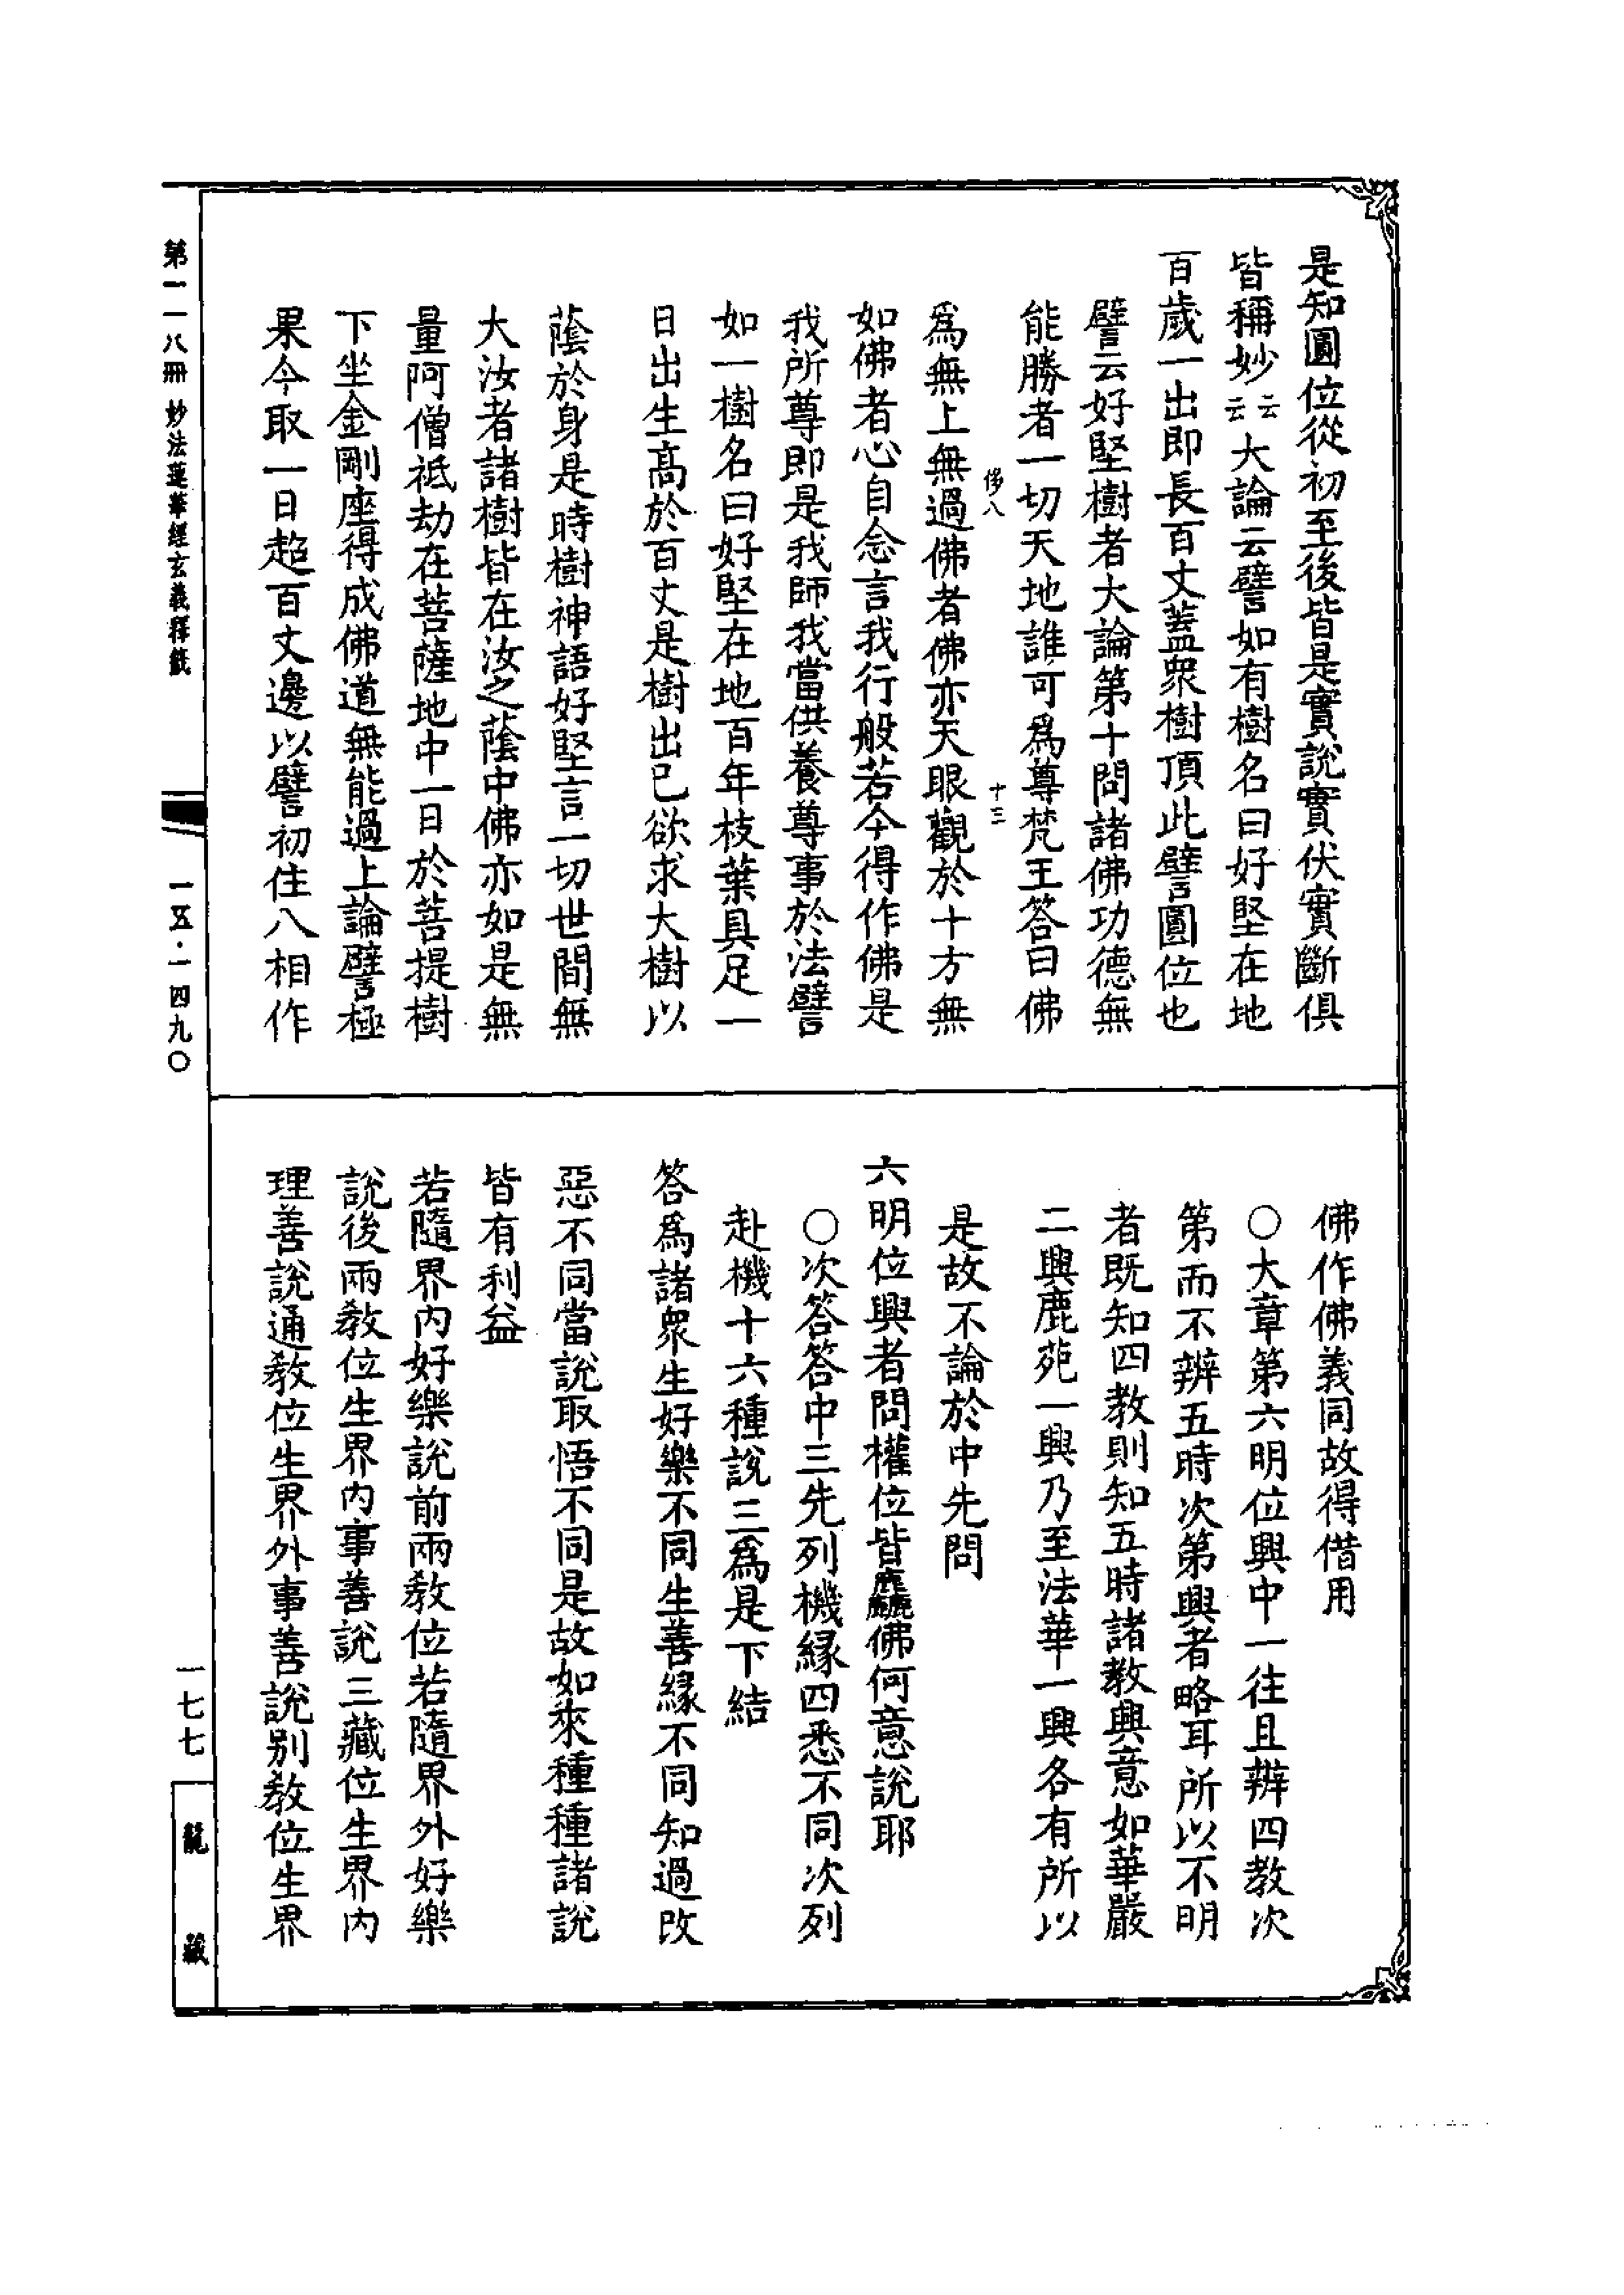 是知圓位從初至後皆是實說實伏實斷俱
皆稱妙云云大論云譬如有樹名曰好堅在地
百歲一出即長百丈蓋衆樹頂此譬圓位也
譬云好堅樹者大論第十問諸佛功德無
能勝者一切天地誰可爲尊梵王答曰佛
侈八 十三
爲無上無過佛者佛亦天眼觀於十方無
如佛者心自念言我行般若今得作佛是
我所尊即是我師我當供養尊事於法譬
如一樹名曰好堅在地百年枝葉具足一
日出生高於百丈是樹出已欲求大樹以
蔭於身是時樹神語好堅言一切世間無
大汝者諸樹皆在汝之蔭中佛亦如是無
量阿僧祇劫在菩薩地中一日於菩提樹
下坐金剛座得成佛道無能過上論譬極
果今取一日超百丈邊以譬初住八相作
佛作佛義同故得借用
○大章第六明位興中一往且辨四教次
第而不辨五時次第興者略耳所以不明
者既知四教則知五時諸教興意如華嚴
二興鹿苑一興乃至法華一興各有所以
是故不論於中先問
六明位興者問權位皆麤佛何意說耶
○次答答中三先列機緣四悉不同次列
赴機十六種說三爲是下結
答爲諸衆生好樂不同生善緣不同知過改
惡不同當說取悟不同是故如來種種諸說
皆有利益
若隨界內好樂說前兩教位若隨界外好樂
說後兩教位生界內事善說三藏位生界內
理善說通教位生界外事善說別教位生界
第一一八冊 妙法蓮華經玄義釋籤
一五·一四九〇
一七七
龍藏